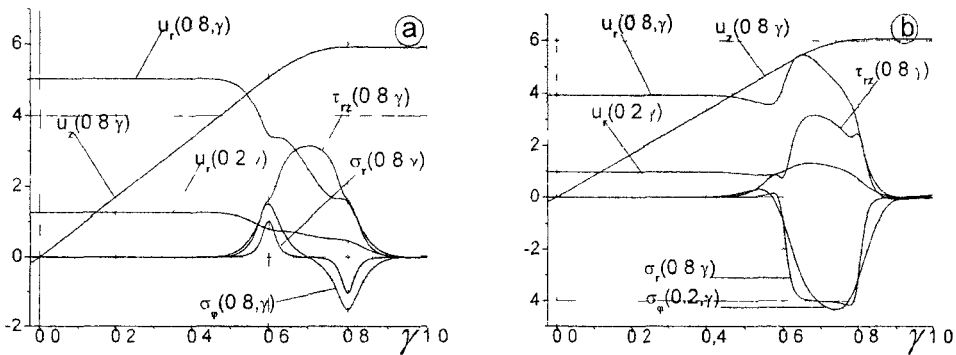 u_r(0 8,γ)
a
6
τ_rz(0 8 γ)
4
u_z(0 8,γ)
u_r(0 2
σ_r(0 8 γ)
2
0
σ_φ(0 8,γ)
-2
0 0 0 2 0 4 0 6 0 8 γ 1 0
u_r(0 8,γ)
u_z(0 8 γ)
b
6
τ_rz(0 8 γ)
4
(0 2 γ)
2
0
-2
σ_r(0 8 γ)
σ_φ(0.2,γ)
4
0 0 0 2 0,4 0 6 0 8 γ 1 0